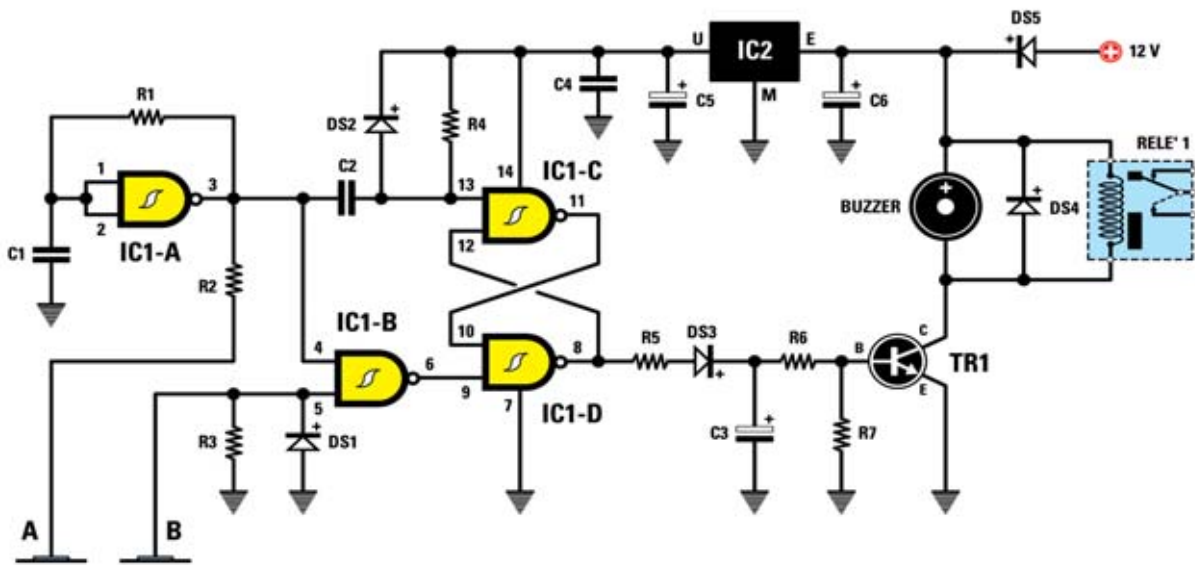 DS5
12 V
U
IC2
E
M
R1
DS2
R4
C4
C5
C6
RELE' 1
1
2
3
C2
13
14
IC1-C
11
12
BUZZER
DS4
C1
IC1-A
R2
IC1-B
4
5
6
10
9
8
7
IC1-D
R5
DS3
R6
B
C
E
TR1
R3
DS1
C3
R7
A
B